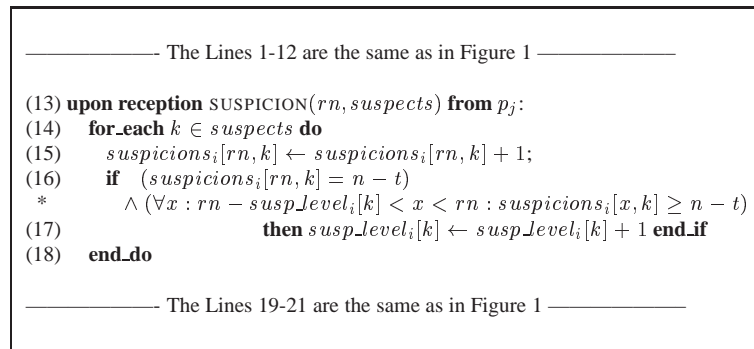 ——————- The Lines 1-12 are the same as in Figure 1 ——————
(13) upon reception SUSPICION(rn, suspects) from p_j:
(14) for_each k ∈ suspects do
(15) suspicions_i[rn, k] ← suspicions_i[rn, k] + 1;
(16) if (suspicions_i[rn, k] = n − t)
* ∧ (∀x : rn − susp_level_i[k] < x < rn : suspicions_i[x, k] ≥ n − t)
(17) then susp_level_i[k] ← susp_level_i[k] + 1 end_if
(18) end_do
——————- The Lines 19-21 are the same as in Figure 1 ——————